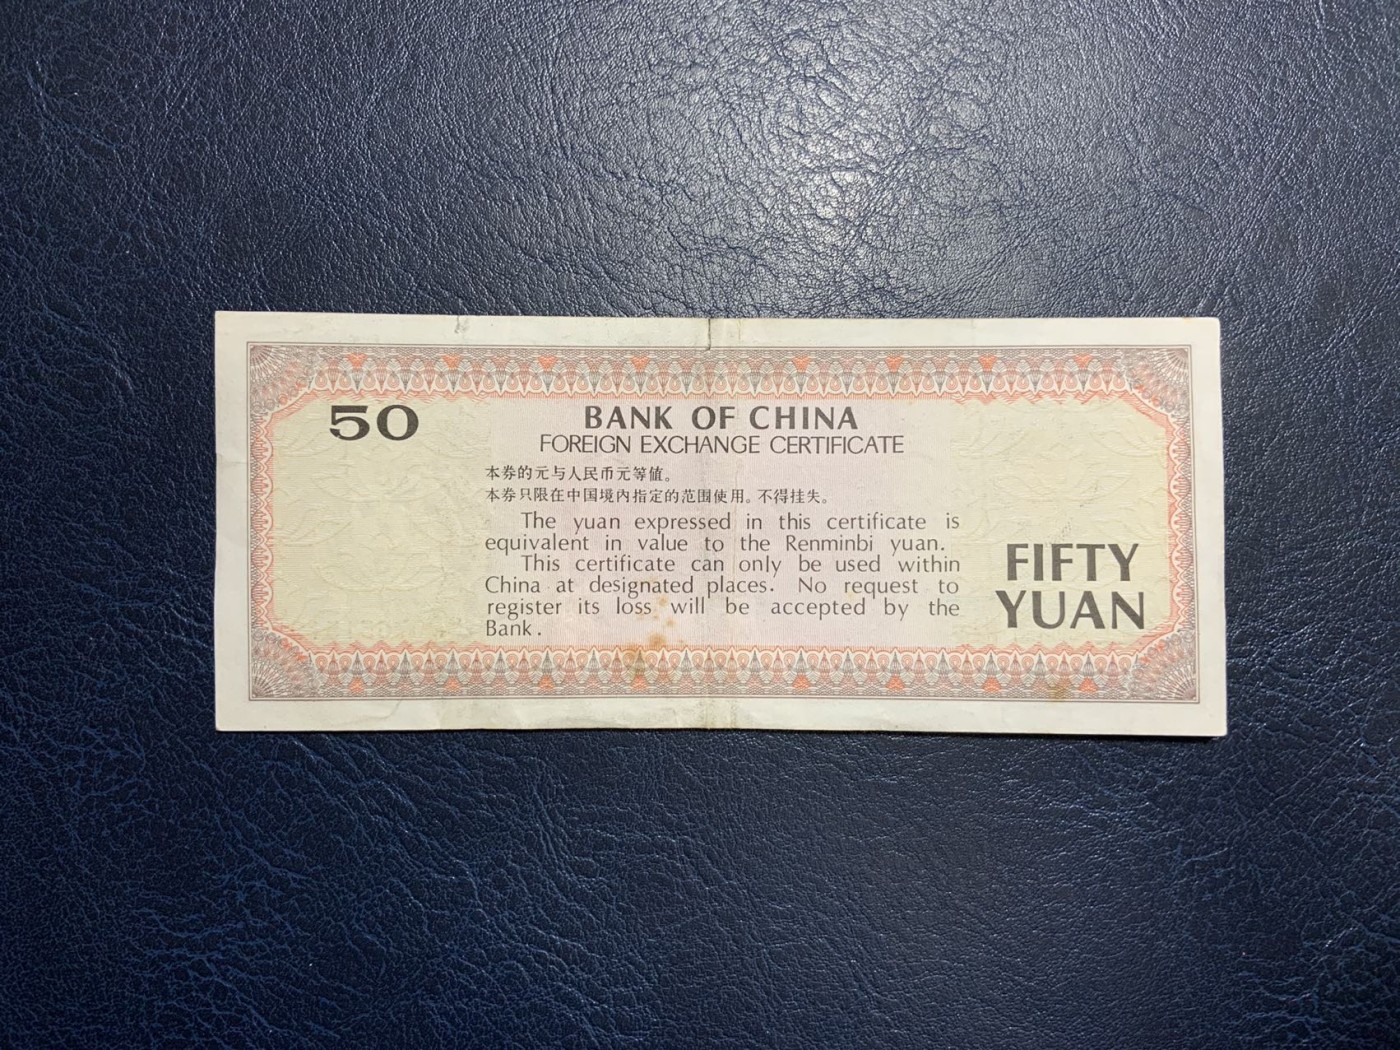 50
BANK OF CHINA
FOREIGN EXCHANGE CERTIFICATE
本券的元与人民币元等值。
本券只限在中国境内指定的范围使用。不得挂失。
The yuan expressed in this certificate is
equivalent in value to the Renminbi yuan.
This certificate can only be used within
China at designated places. No request to
register its loss will be accepted by the
Bank.
FIFTY
YUAN